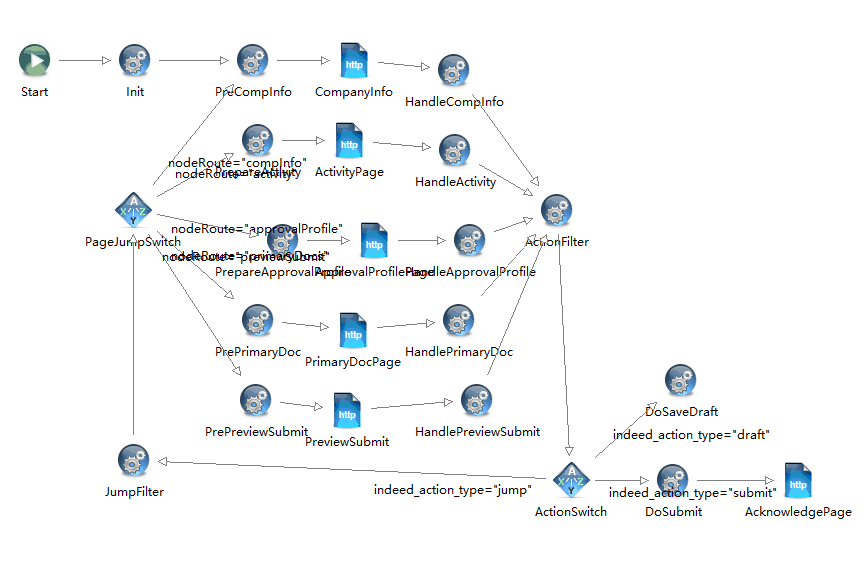 http
Start
Init
PreCompInfo
CompanyInfo
HandleCompInfo
http
nodeRoute="compInfo"
nodeRoute="activity"
PrepareActivity
ActivityPage
HandleActivity
A
X Z
Y
PageJumpSwitch
nodeRoute="approvalProfile"
http
ActionFilter
nodeRoute="primaryDocs"
nodeRoute="previewSubmit"
PrepareApprovalProfile
ApprovalProfilePage
HandleApprovalProfile
http
PrePrimaryDoc
PrimaryDocPage
HandlePrimaryDoc
http
PrePreviewSubmit
PreviewSubmit
HandlePreviewSubmit
DoSaveDraft
indeed_action_type="draft"
JumpFilter
indeed_action_type="jump"
A
X Z
Y
http
indeed_action_type="submit"
ActionSwitch
DoSubmit
AcknowledgePage